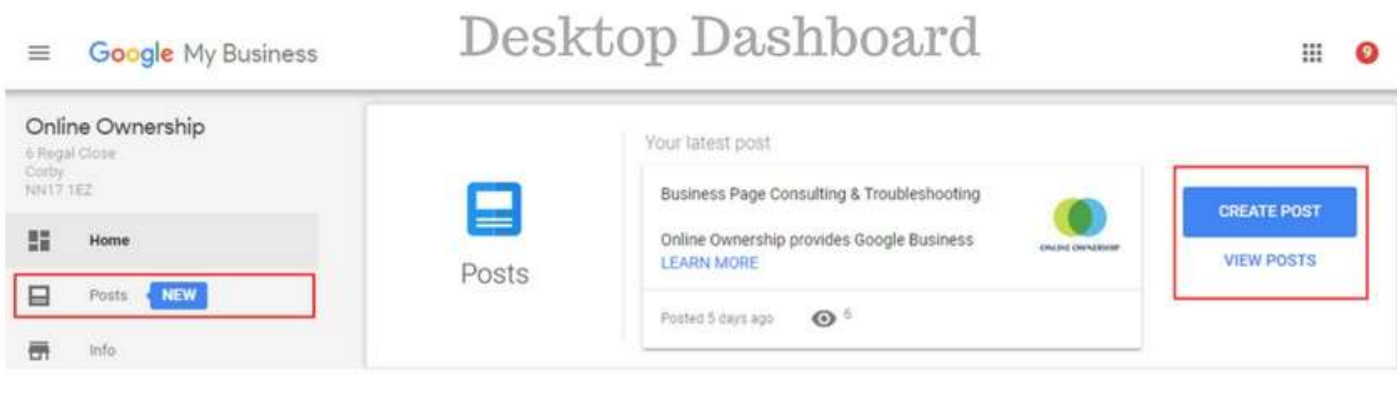 Desktop Dashboard
Google My Business
9
Online Ownership
6 Regal Close
Corby
NN17 1EZ
Home
Posts NEW
Info
Posts
Your latest post
Business Page Consulting & Troubleshooting
Online Ownership provides Google Business
LEARN MORE
ONLINE OWNERSHIP
Posted 5 days ago 6
CREATE POST
VIEW POSTS